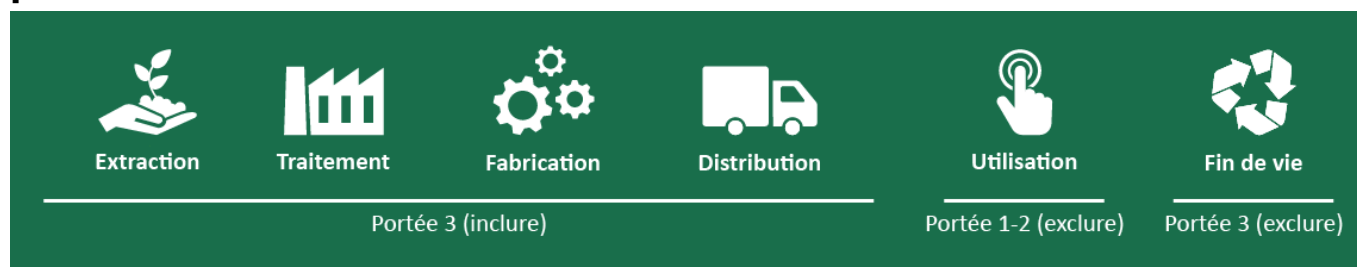 Extraction
Traitement
Fabrication
Distribution
Utilisation
Fin de vie
Portée 3 (inclure)
Portée 1-2 (exclure)
Portée 3 (exclure)